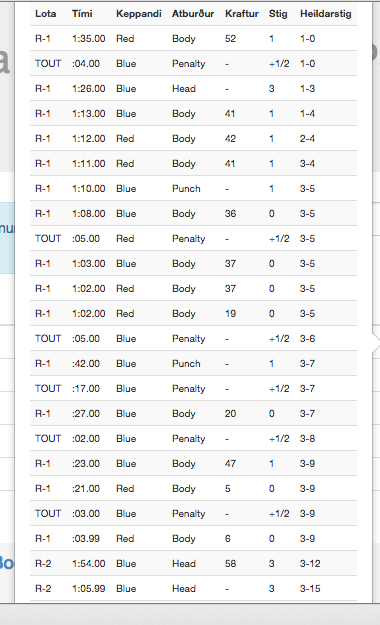 Lota Tími Keppandi Atburður Kraftur Stig Heildarstig
R-1 1:35.00 Red Body 52 1 1-0
TOUT :04.00 Blue Penalty - +1/2 1-0
R-1 1:26.00 Blue Head - 3 1-3
R-1 1:13.00 Blue Body 41 1 1-4
R-1 1:12.00 Red Body 42 1 2-4
R-1 1:11.00 Red Body 41 1 3-4
R-1 1:10.00 Blue Punch - 1 3-5
R-1 1:08.00 Blue Body 36 0 3-5
TOUT :05.00 Red Penalty - +1/2 3-5
R-1 1:03.00 Blue Body 37 0 3-5
R-1 1:02.00 Red Body 37 0 3-5
R-1 1:02.00 Red Body 19 0 3-5
TOUT :05.00 Blue Penalty - +1/2 3-6
R-1 :42.00 Blue Punch - 1 3-7
TOUT :17.00 Blue Penalty - +1/2 3-7
R-1 :27.00 Blue Body 20 0 3-7
TOUT :02.00 Blue Penalty - +1/2 3-8
R-1 :23.00 Blue Body 47 1 3-9
R-1 :21.00 Red Body 5 0 3-9
TOUT :03.00 Blue Penalty - +1/2 3-9
R-1 :03.99 Red Body 6 0 3-9
R-2 1:54.00 Blue Head 58 3 3-12
R-2 1:05.99 Blue Head - 3 3-15